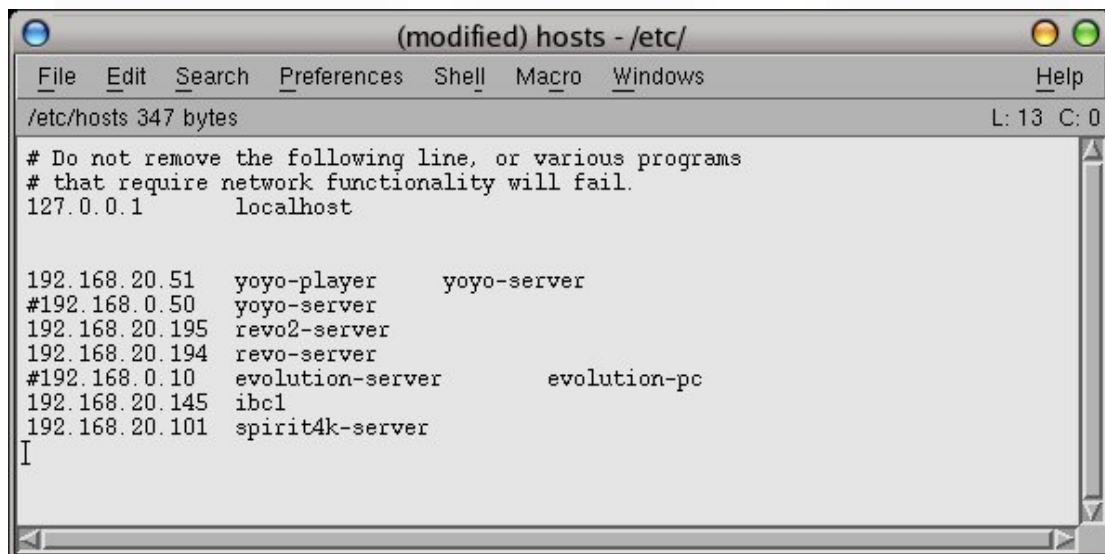 (modified) hosts - /etc/
File Edit Search Preferences Shell Macro Windows Help
/etc/hosts 347 bytes L: 13 C: 0
# Do not remove the following line, or various programs
# that require network functionality will fail.
127.0.0.1 localhost
192.168.20.51 yoyo-player yoyo-server
#192.168.0.50 yoyo-server
192.168.20.195 revo2-server
192.168.20.194 revo-server
#192.168.0.10 evolution-server evolution-pc
192.168.20.145 ibc1
192.168.20.101 spirit4k-server